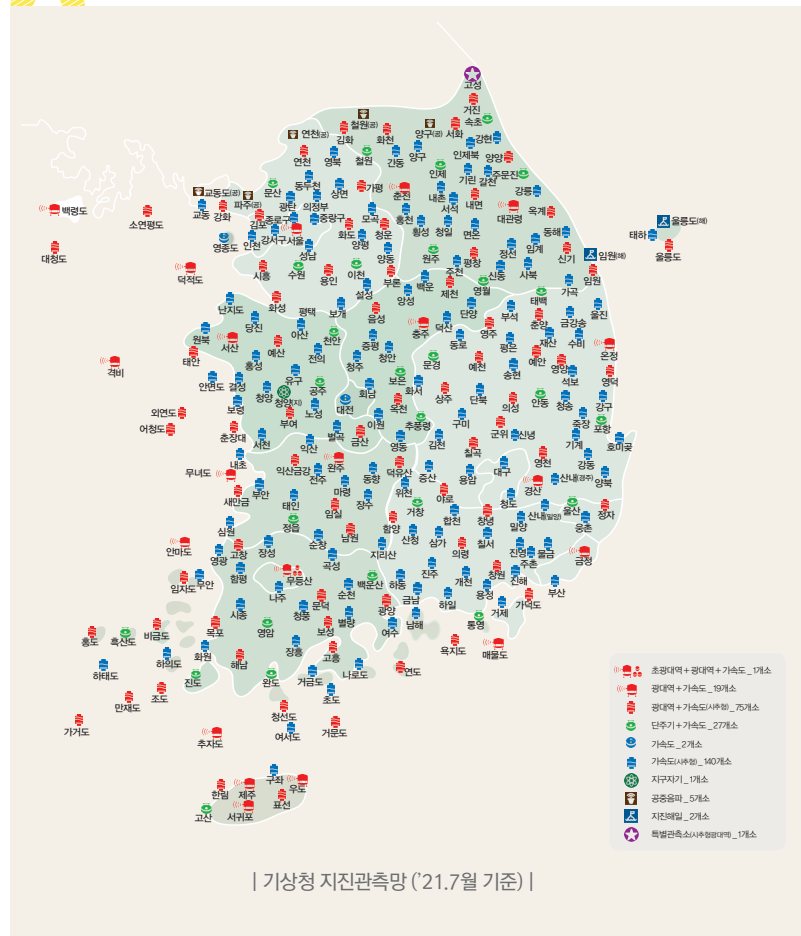 고성
거진
속초
철원(공)
연천(공)
양구(공)
김화
화천
서화
강현
연천
영북
철원
간동
양구
인제북
양양
동두천
상면
가평
인제
기린
갈천
주문진
교동도(공)
파주(공)
문산
광탄
의정부
춘천
내촌
서석
내면
강릉
교동
강화
김포
종로구
중랑구
모곡
홍천
대관령
옥계
백령도
소연평도
영종도
인천
강서구
서울
화도
청운
횡성
청일
면온
동해
양평
정선
임계
태하
울릉도(해)
울릉도
대청도
성남
양동
원주
평창
신기
임원(해)
덕적도
시흥
수원
용인
이천
부론
주천
신동
사북
임원
설성
백운
제천
영월
가곡
난지도
화성
평택
보개
음성
앙성
단양
부석
태백
울진
당진
아산
천안
충주
덕산
영주
춘양
금강송
원북
서산
예산
전의
증평
청안
동로
평은
재산
수비
온정
격비
태안
홍성
유구
청주
문경
예천
예안
영양
안면도
결성
청양
공주
회남
보은
화서
송현
석보
영덕
청양(지)
대전
옥천
상주
단북
의성
안동
청송
강구
외연도
보령
부여
노성
이원
추풍령
구미
죽장
포항
어청도
춘장대
서천
벌곡
금산
영동
김천
군위
신녕
기계
호미곶
내초
익산
완주
칠곡
영천
강동
무녀도
익산금강
전주
동향
덕유산
증산
용암
대구
산내(경주)
양북
새만금
부안
태인
마령
장수
위천
야로
청도
경산
울산
심원
정읍
임실
함양
거창
합천
창녕
밀양
산내(밀양)
웅촌
정자
안마도
고창
장성
순창
남원
산청
삼가
의령
칠서
진영
물금
영광
곡성
지리산
주촌
금정
임자도
무안
함평
무등산
진주
창원
나주
순천
백운산
하동
개천
진해
부산
시종
문덕
광양
금남
하일
용정
가덕도
홍도
비금도
목포
청풍
벌량
남해
거제
흑산도
영암
보성
여수
통영
하의도
화원
장흥
고흥
욕지도
매물도
하태도
해남
연도
진도
완도
거금도
나로도
만재도
조도
초도
가거도
청선도
추자도
여서도
거문도
구좌
한림
제주
우도
고산
서귀포
표선
초광대역+광대역+가속도_1개소
광대역+가속도_19개소
광대역+가속도(시추형)_75개소
단주기+가속도_27개소
가속도_2개소
가속도(시추형)_140개소
지구자기_1개소
공중음파_5개소
지진해일_2개소
특별관측소(시추형광대역)_1개소
| 기상청 지진관측망 ('21.7월 기준) |